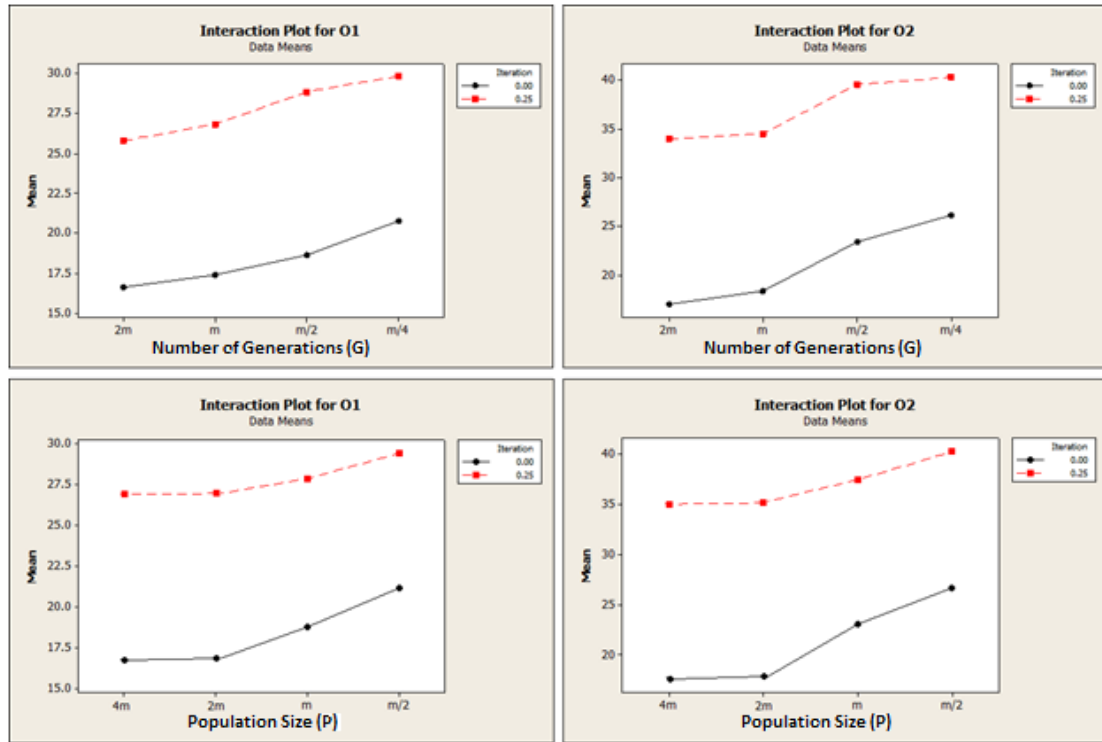 Interaction Plot for O1
Data Means
Iteration
0.00
0.25
30.0
27.5
25.0
22.5
20.0
17.5
15.0
Mean
2m m m/2 m/4
Number of Generations (G)
Interaction Plot for O2
Data Means
Iteration
0.00
0.25
40
35
30
25
20
Mean
2m m m/2 m/4
Number of Generations (G)
Interaction Plot for O1
Data Means
Iteration
0.00
0.25
30.0
27.5
25.0
22.5
20.0
17.5
15.0
Mean
4m 2m m m/2
Population Size (P)
Interaction Plot for O2
Data Means
Iteration
0.00
0.25
40
35
30
25
20
Mean
4m 2m m m/2
Population Size (P)